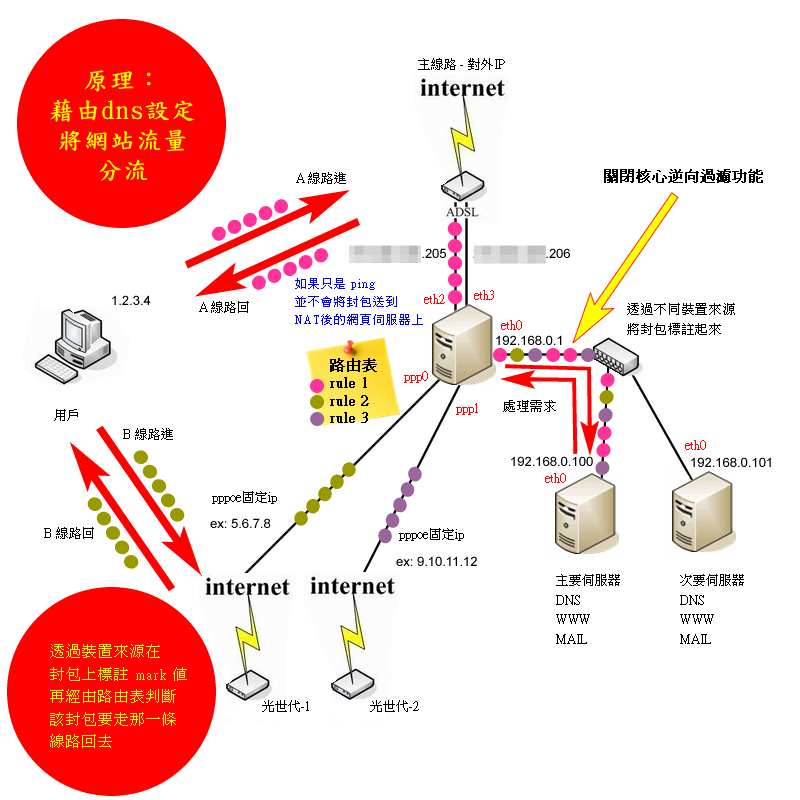 原理：
藉由dns設定
將網站流量
分流
主線路 - 對外IP
internet
ADSL
關閉核心逆向過濾功能
A 線路進
.205
.206
A 線路回
如果只是 ping
並不會將封包送到
NAT後的網頁伺服器上
eth2
eth3
1.2.3.4
用戶
eth0
192.168.0.1
透過不同裝置來源
將封包標註起來
路由表
rule 1
rule 2
rule 3
ppp0
ppp1
處理需求
B 線路進
B 線路回
192.168.0.100
eth0
eth0
192.168.0.101
pppoe固定ip
ex: 5.6.7.8
pppoe固定ip
ex: 9.10.11.12
internet
internet
光世代-1
光世代-2
主要伺服器
DNS
WWW
MAIL
次要伺服器
DNS
WWW
MAIL
透過裝置來源在
封包上標註 mark 值
再經由路由表判斷
該封包要走那一條
線路回去